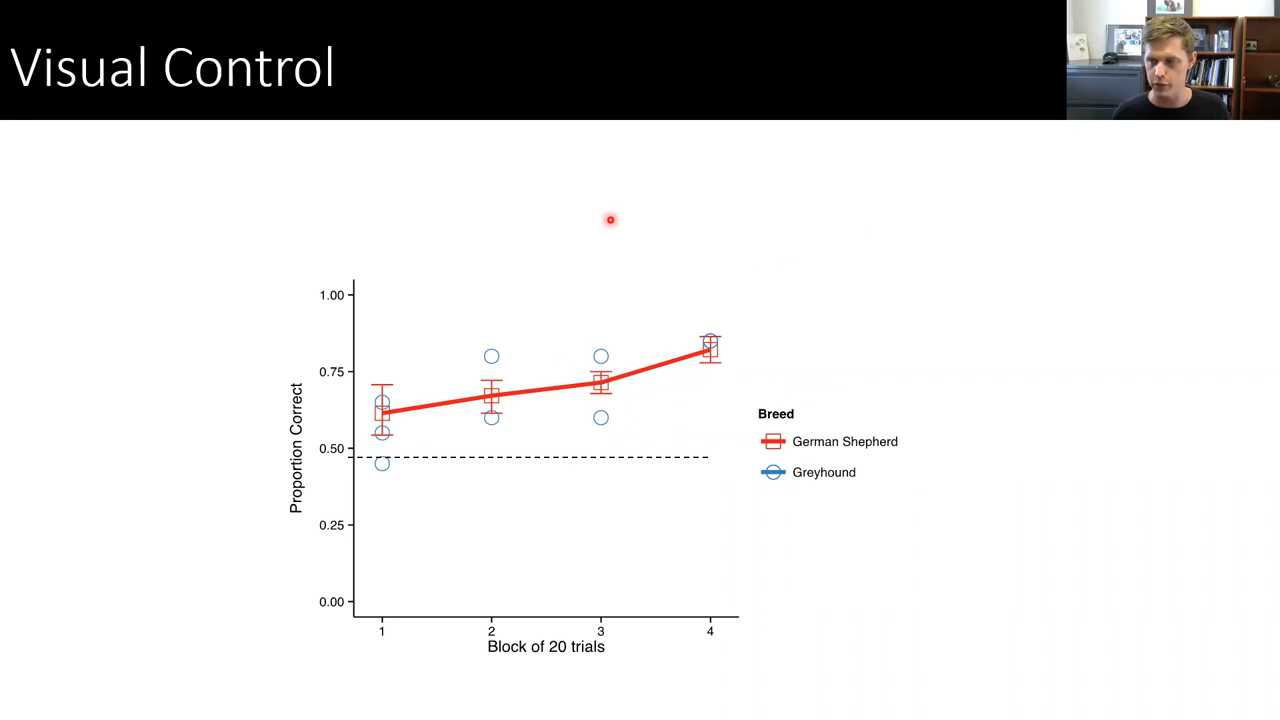 Visual Control
1.00
0.75
0.50
0.25
0.00
Proportion Correct
1 2 3 4
Block of 20 trials
Breed
German Shepherd
Greyhound